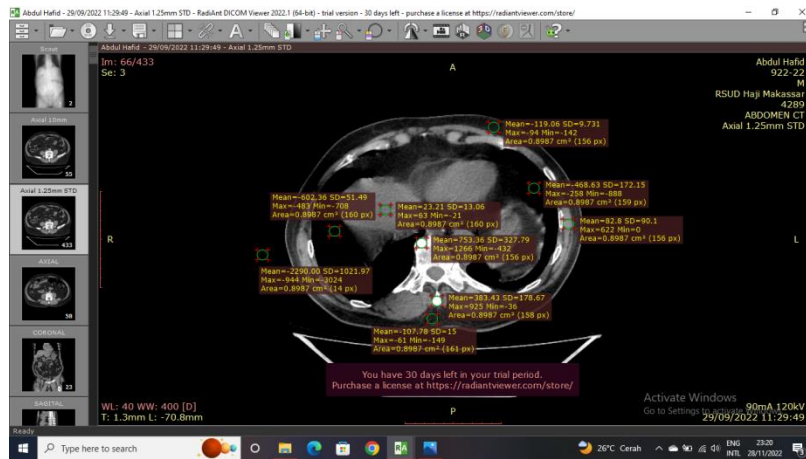 Abdul Hafid - 29/09/2022 11:29:49 - Axial 1.25mm STD - RadiAnt DICOM Viewer 2022.1 (64-bit) - trial version - 30 days left - purchase a license at https://radiantviewer.com/store/
Abdul Hafid - 29/09/2022 11:29:49 - Axial 1.25mm STD
Scout
2
Axial 10mm
55
Axial 1.25mm STD
433
AXIAL
58
CORONAL
23
SAGITAL
Im: 66/433
Se: 3
A
Abdul Hafid
922-22
M
RSUD Haji Makassar
4289
ABDOMEN CT
Axial 1.25mm STD
Mean=-119.06 SD=9.731
Max=-94 Min=-142
Area=0.8987 cm² (156 px)
Mean=-468.63 SD=172.15
Max=-258 Min=-888
Area=0.8987 cm² (159 px)
Mean=-602.36 SD=51.49
Max=-483 Min=-708
Area=0.8987 cm² (160 px)
Mean=23.21 SD=13.06
Max=63 Min=-21
Area=0.8987 cm² (160 px)
Mean=82.8 SD=90.1
Max=622 Min=0
Area=0.8987 cm² (156 px)
R
L
Mean=753.36 SD=327.79
Max=1266 Min=-432
Area=0.8987 cm² (156 px)
Mean=-2290.00 SD=1021.97
Max=-944 Min=-3024
Area=0.8987 cm² (14 px)
Mean=383.43 SD=178.67
Max=925 Min=-36
Area=0.8987 cm² (158 px)
Mean=-107.78 SD=15
Max=-61 Min=-149
Area=0.8987 cm² (161 px)
You have 30 days left in your trial period.
Purchase a license at https://radiantviewer.com/store/
WL: 40 WW: 400 [D]
T: 1.3mm L: -70.8mm
P
Activate Windows
Go to Settings to activate
90mA 120kV
29/09/2022 11:29:49
Ready
Type here to search
26°C Cerah
ENG
INTL
23:20
28/11/2022